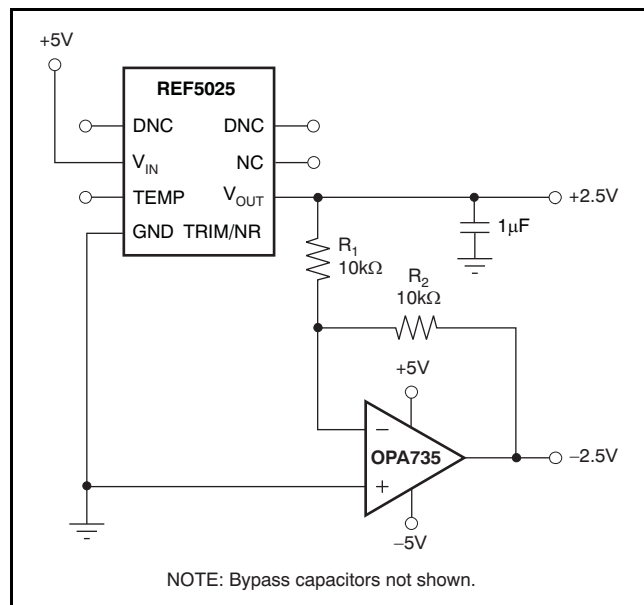 +5V
REF5025
DNC DNC
V_IN NC
TEMP V_OUT
GND TRIM/NR
+2.5V
1µF
R_1
10kΩ
R_2
10kΩ
+5V
−
OPA735
+
−2.5V
−5V
NOTE: Bypass capacitors not shown.